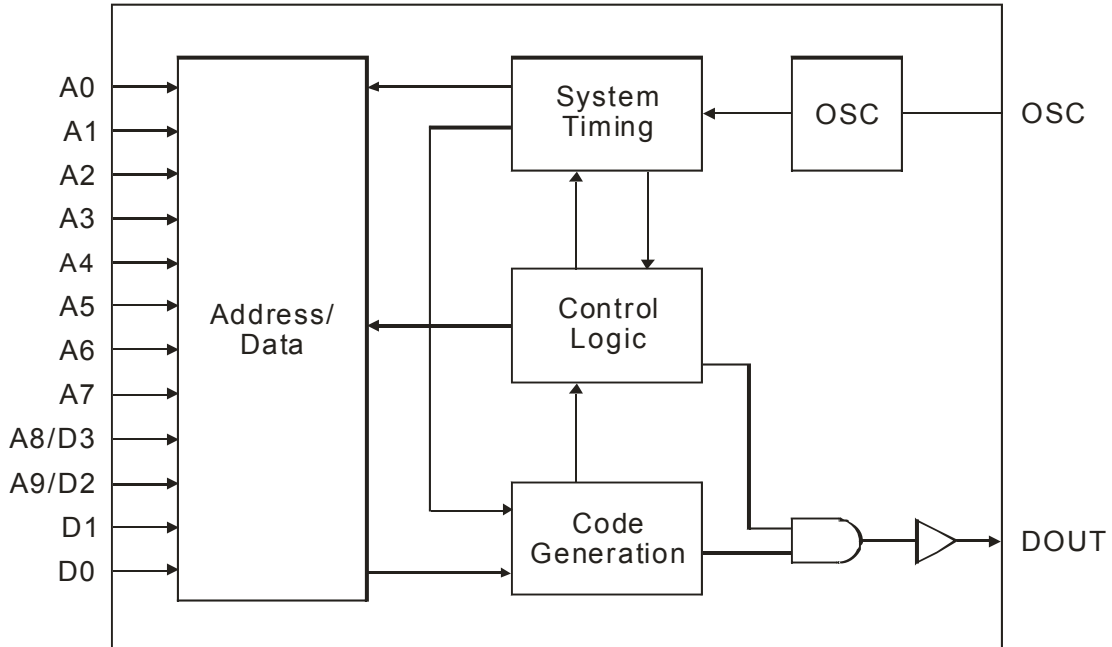 A0
A1
A2
A3
A4
A5
A6
A7
A8/D3
A9/D2
D1
D0
Address/
Data
System
Timing
OSC
OSC
Control
Logic
Code
Generation
DOUT